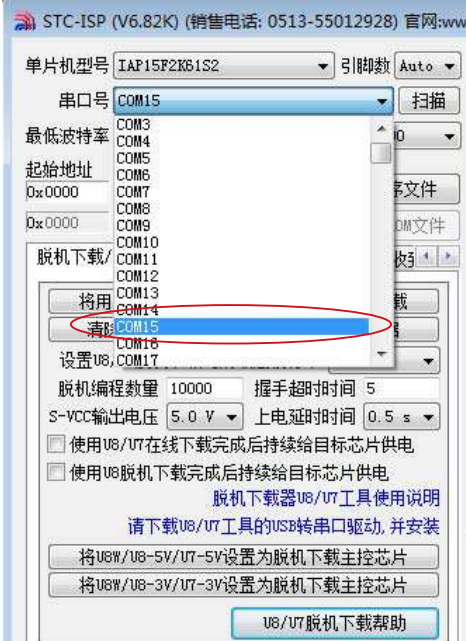 STC-ISP (V6.82K) (销售电话: 0513-55012928) 官网:ww
单片机型号 IAP15F2K61S2 引脚数 Auto
串口号 COM15 扫描
最低波特率 COM3
COM4
起始地址 COM5
COM6
0x0000 COM7 序文件
COM8
0x0000 COM9 OM文件
COM10
脱机下载/ COM11 收到
COM12
将用 COM13 载
COM14
清除 COM15
COM16
设置U8, COM17
脱机编程数量 10000 握手超时时间 5
S-VCC输出电压 5.0 V 上电延时时间 0.5 s
使用U8/U7在线下载完成后持续给目标芯片供电
使用U8脱机下载完成后持续给目标芯片供电
脱机下载器U8/U7工具使用说明
请下载U8/U7工具的USB转串口驱动,并安装
将U8W/U8-5V/U7-5V设置为脱机下载主控芯片
将U8W/U8-3V/U7-3V设置为脱机下载主控芯片
U8/U7脱机下载帮助